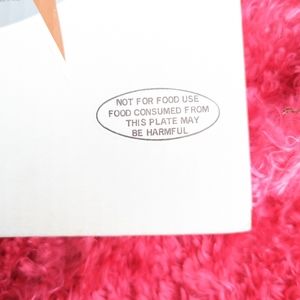 NOT FOR FOOD USE
FOOD CONSUMED FROM
THIS PLATE MAY
BE HARMFUL